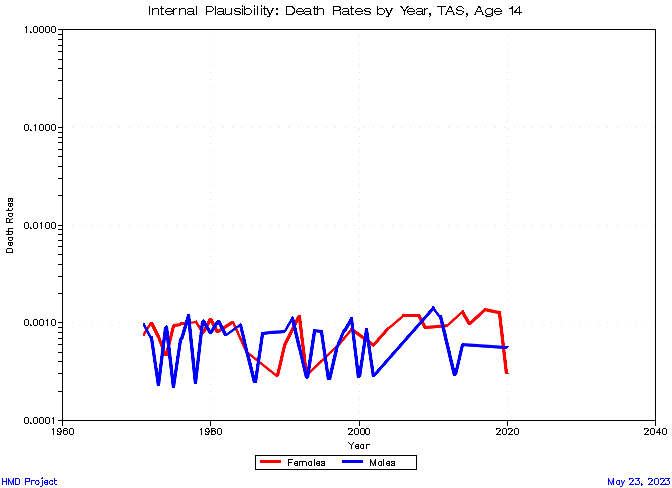 Internal Plausibility: Death Rates by Year, TAS, Age 14
1.0000
0.1000
0.0100
0.0010
0.0001
Death Rates
1960 1980 2000 2020 2040
Year
Females Males
HMD Project May 23, 2023